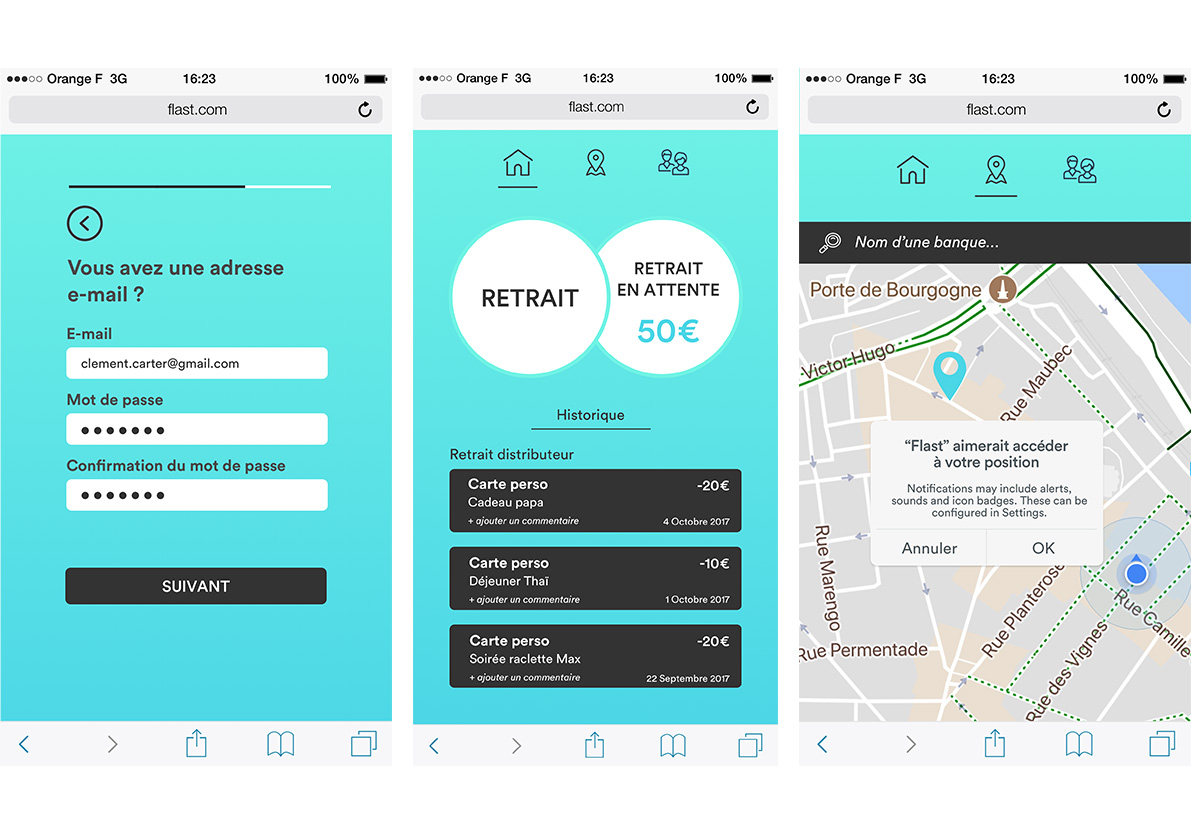 Orange F 3G 16:23 100%
flast.com
Vous avez une adresse
e-mail ?
E-mail
clement.carter@gmail.com
Mot de passe
Confirmation du mot de passe
SUIVANT
Orange F 3G 16:23 100%
flast.com
RETRAIT
RETRAIT
EN ATTENTE
50€
Historique
Retrait distributeur
Carte perso -20€
Cadeau papa
+ ajouter un commentaire 4 Octobre 2017
Carte perso -10€
Déjeuner Thaï
+ ajouter un commentaire 1 Octobre 2017
Carte perso -20€
Soirée raclette Max
+ ajouter un commentaire 22 Septembre 2017
Orange F 3G 16:23 100%
flast.com
Nom d'une banque...
Porte de Bourgogne
Victor Hugo
Rue Maubec
“Flast” aimerait accéder
à votre position
Notifications may include alerts,
sounds and icon badges. These can be
configured in Settings.
Annuler OK
Rue Marengo
Rue Planterose
Rue Camille
Rue Permentade
Rue des Vignes